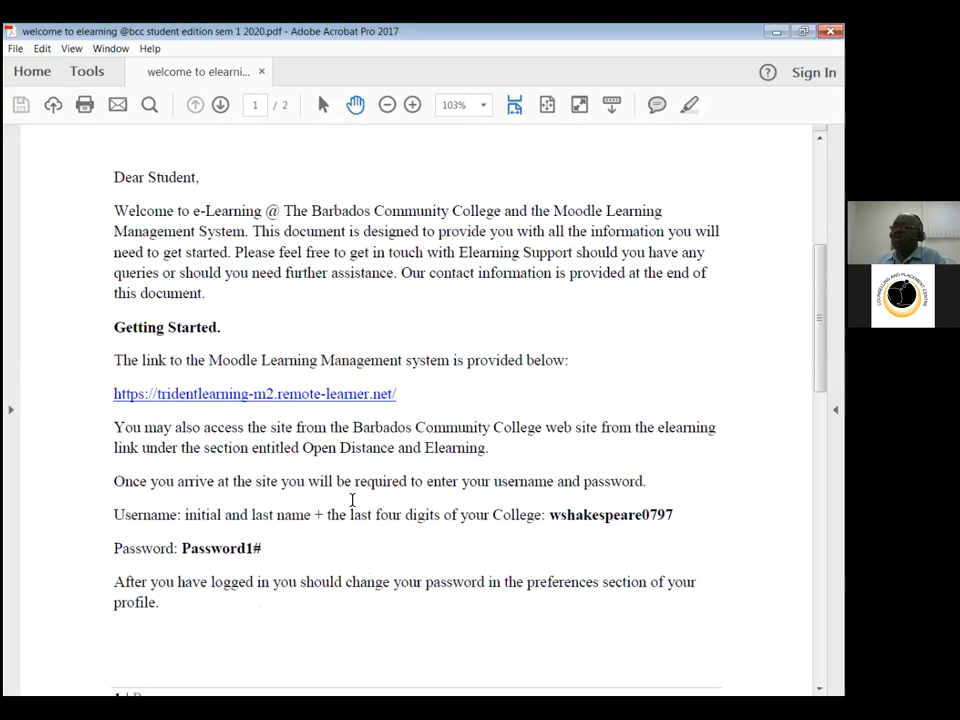 welcome to elearning @bcc student edition sem 1 2020.pdf - Adobe Acrobat Pro 2017
File Edit View Window Help
Home Tools welcome to elearni... × Sign In
1 / 2 103%
Dear Student,
Welcome to e-Learning @ The Barbados Community College and the Moodle Learning
Management System. This document is designed to provide you with all the information you will
need to get started. Please feel free to get in touch with Elearning Support should you have any
queries or should you need further assistance. Our contact information is provided at the end of
this document.
Getting Started.
The link to the Moodle Learning Management system is provided below:
https://tridentlearning-m2.remote-learner.net/
You may also access the site from the Barbados Community College web site from the elearning
link under the section entitled Open Distance and Elearning.
Once you arrive at the site you will be required to enter your username and password.
Username: initial and last name + the last four digits of your College: wshakespeare0797
Password: Password1#
After you have logged in you should change your password in the preferences section of your
profile.
COUNSELLING AND PLACEMENT CENTRE